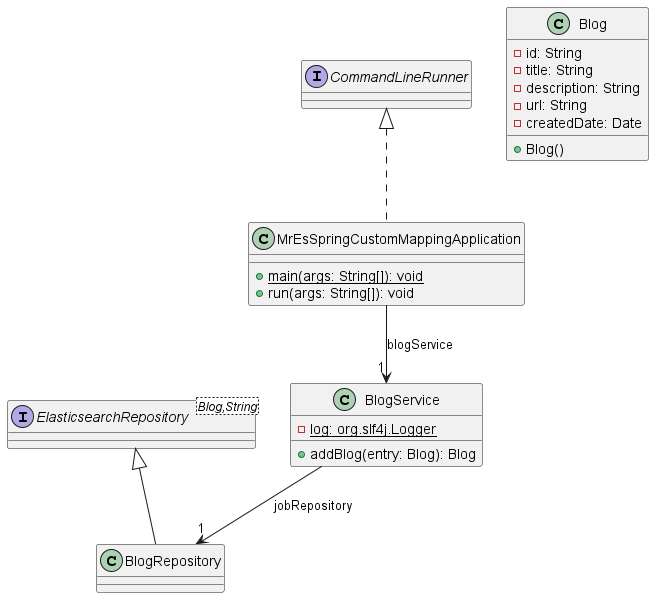 C Blog
id: String
title: String
description: String
url: String
createdDate: Date
Blog()
I CommandLineRunner
C MrEsSpringCustomMappingApplication
main(args: String[]): void
run(args: String[]): void
blogService
1
C BlogService
log: org.slf4j.Logger
addBlog(entry: Blog): Blog
I ElasticsearchRepository
Blog,String
jobRepository
1
C BlogRepository